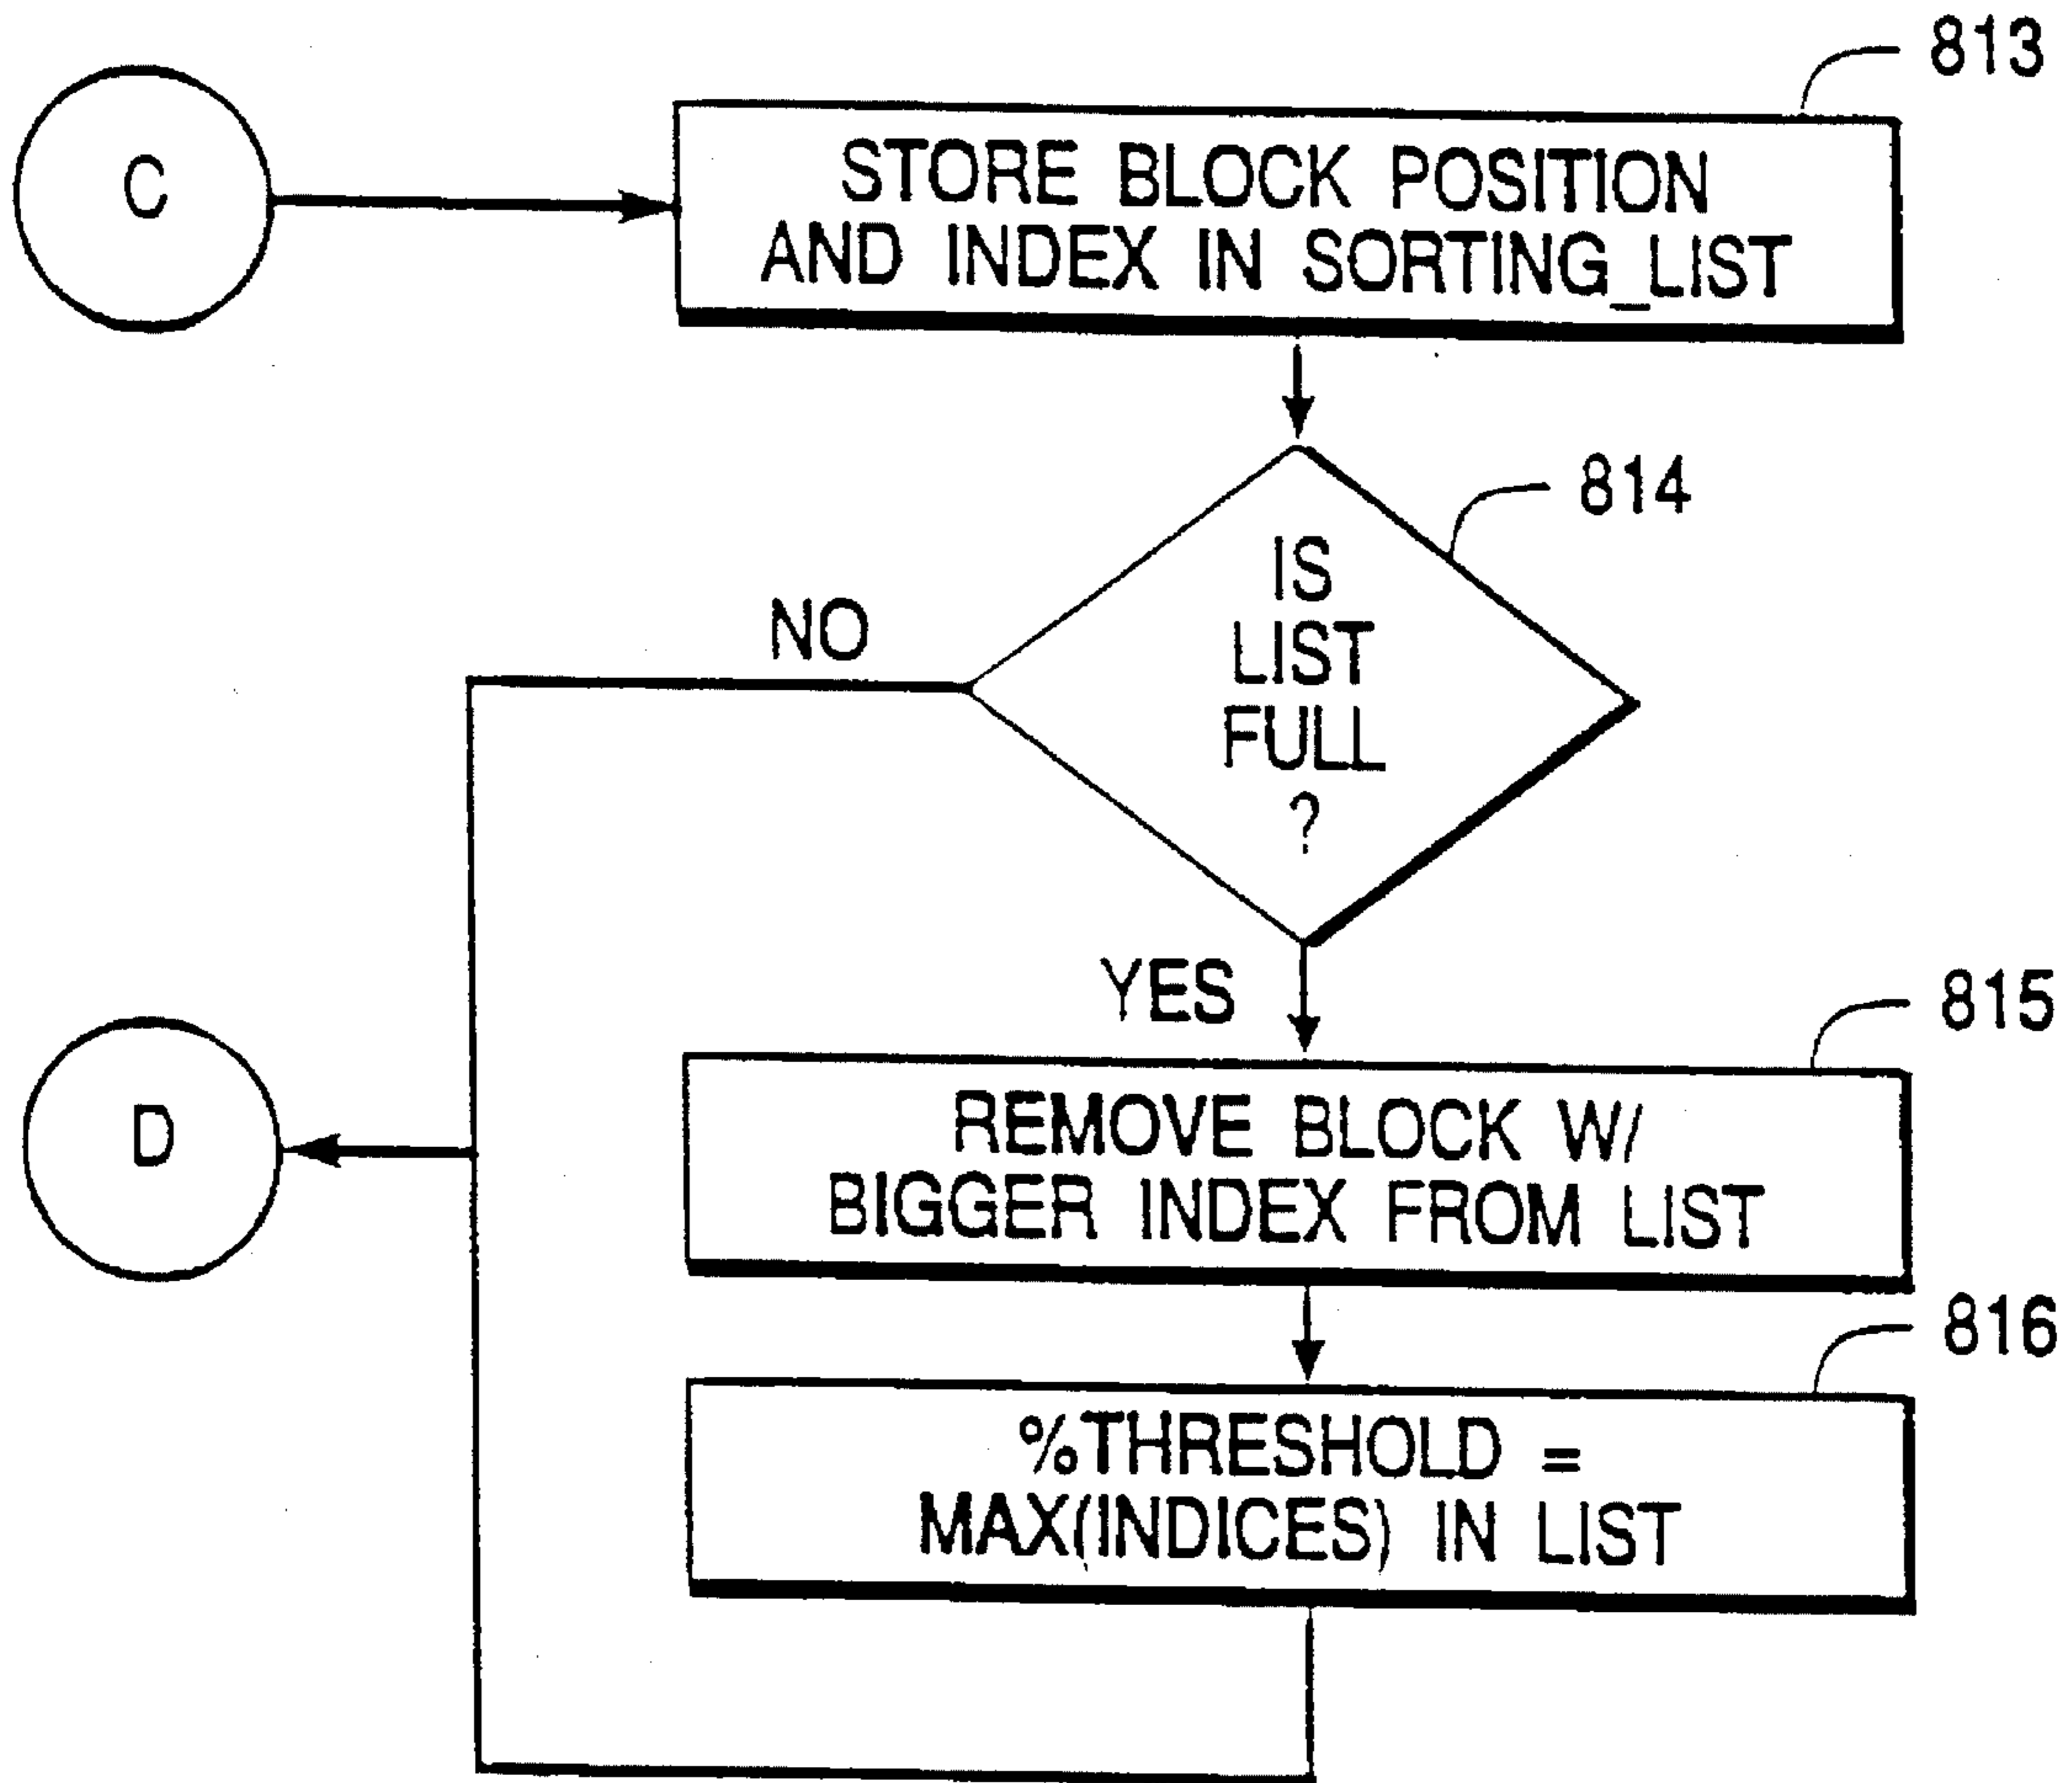 813
C
STORE BLOCK POSITION
AND INDEX IN SORTING_LIST
814
IS
LIST
FULL
?
NO
YES
815
D
REMOVE BLOCK W/
BIGGER INDEX FROM LIST
816
%THRESHOLD =
MAX(INDICES) IN LIST